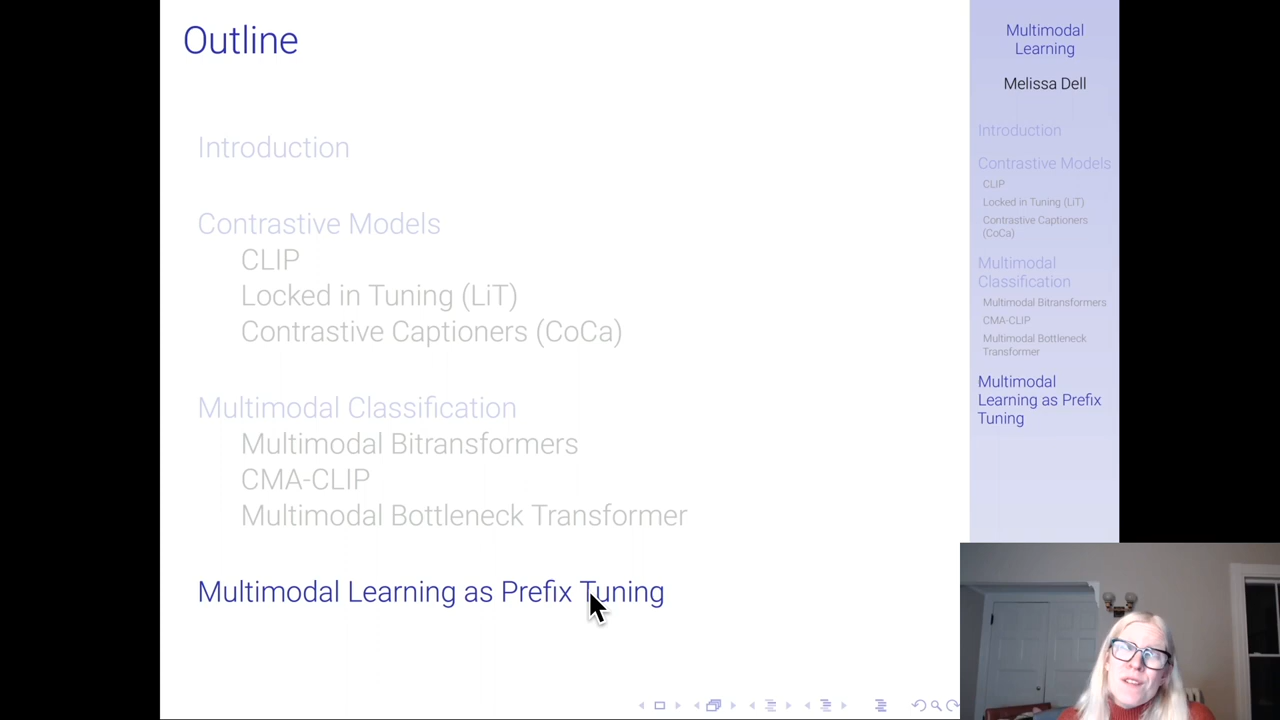 Outline
Introduction
Contrastive Models
CLIP
Locked in Tuning (LiT)
Contrastive Captioners (CoCa)
Multimodal Classification
Multimodal Bitransformers
CMA-CLIP
Multimodal Bottleneck Transformer
Multimodal Learning as Prefix Tuning
Multimodal
Learning
Melissa Dell
Introduction
Contrastive Models
CLIP
Locked in Tuning (LiT)
Contrastive Captioners
(CoCa)
Multimodal
Classification
Multimodal Bitransformers
CMA-CLIP
Multimodal Bottleneck
Transformer
Multimodal
Learning as Prefix
Tuning